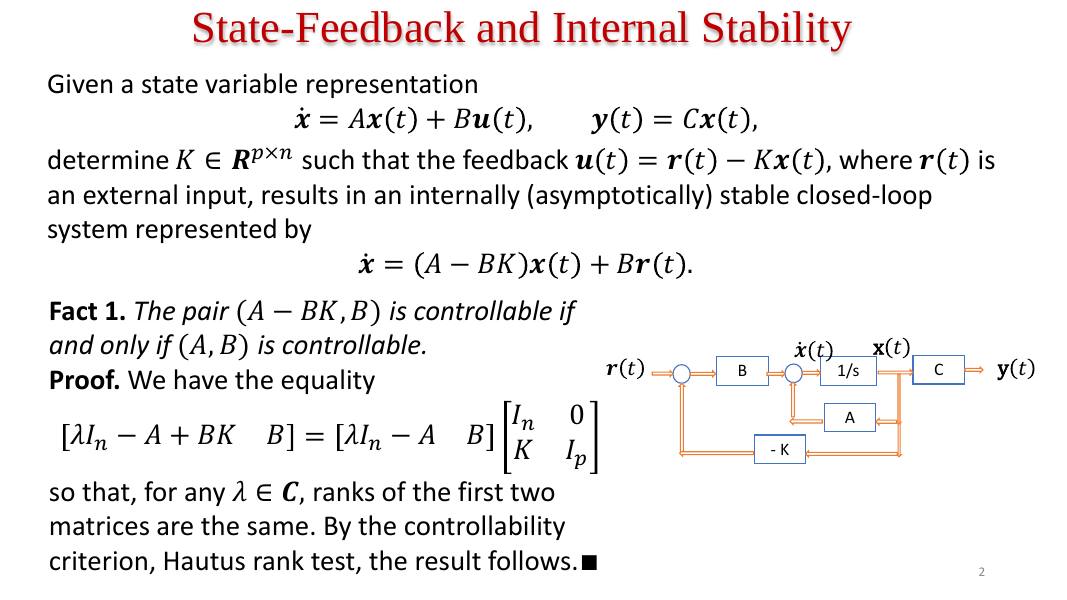 State-Feedback and Internal Stability
Given a state variable representation
𝒙̇ = 𝐴𝒙(𝑡) + 𝐵𝒖(𝑡), 𝒚(𝑡) = 𝐶𝒙(𝑡),
determine 𝐾 ∈ 𝑹^{𝑝×𝑛} such that the feedback 𝒖(𝑡) = 𝒓(𝑡) − 𝐾𝒙(𝑡), where 𝒓(𝑡) is
an external input, results in an internally (asymptotically) stable closed-loop
system represented by
𝒙̇ = (𝐴 − 𝐵𝐾)𝒙(𝑡) + 𝐵𝒓(𝑡).
Fact 1. The pair (𝐴 − 𝐵𝐾, 𝐵) is controllable if
and only if (𝐴, 𝐵) is controllable.
Proof. We have the equality
[𝜆𝐼_𝑛 − 𝐴 + 𝐵𝐾 𝐵] = [𝜆𝐼_𝑛 − 𝐴 𝐵] [𝐼_𝑛 0; 𝐾 𝐼_𝑝]
so that, for any 𝜆 ∈ 𝑪, ranks of the first two
matrices are the same. By the controllability
criterion, Hautus rank test, the result follows.■
𝒙̇(𝑡) 𝐱(𝑡)
𝒓(𝑡) B 1/s C 𝐲(𝑡)
A
- K
2